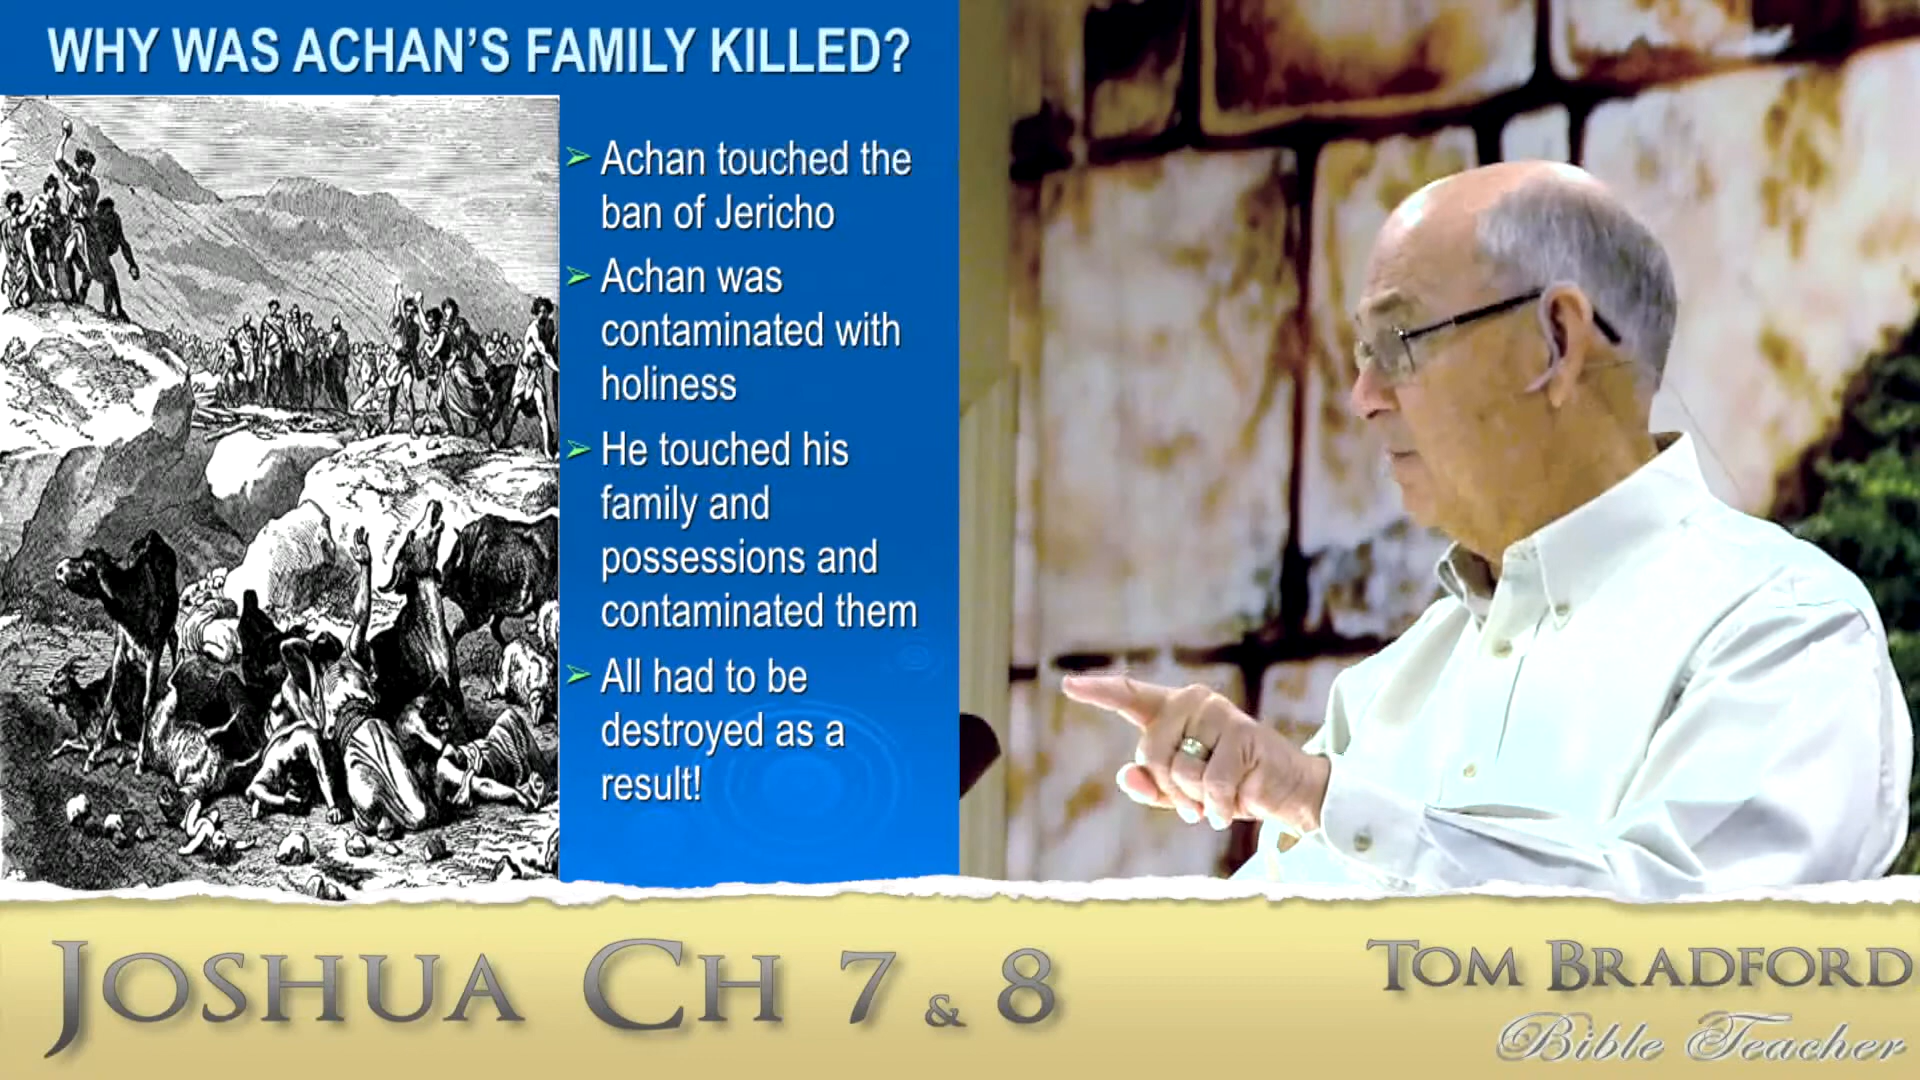 WHY WAS ACHAN'S FAMILY KILLED?
➢ Achan touched the
ban of Jericho
➢ Achan was
contaminated with
holiness
➢ He touched his
family and
possessions and
contaminated them
➢ All had to be
destroyed as a
result!
JOSHUA CH 7 & 8
TOM BRADFORD
Bible Teacher